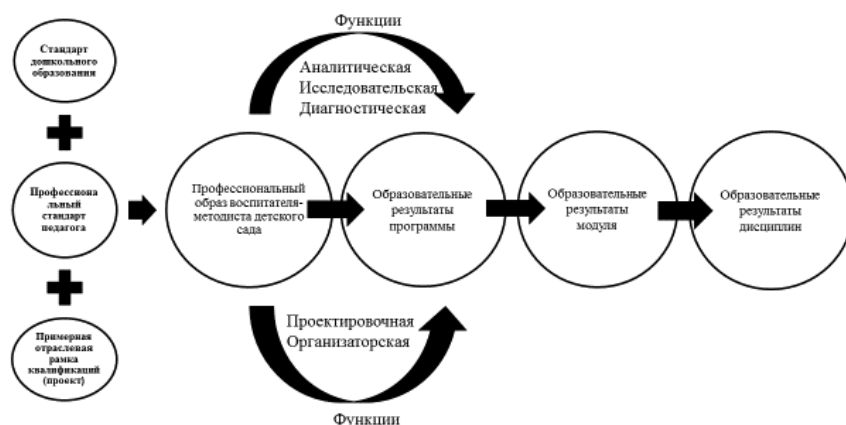 Функции
Стандарт
дошкольного
образования
Аналитическая
Исследовательская
Диагностическая
Профессиона
льный
стандарт
педагога
Профессиональный
образ воспитателя-
методиста детского
сада
Образовательные
результаты
программы
Образовательные
результаты
модуля
Образовательные
результаты
дисциплин
Примерная
отраслевая
рамка
квалификаций
(проект)
Проектировочная
Организаторская
Функции